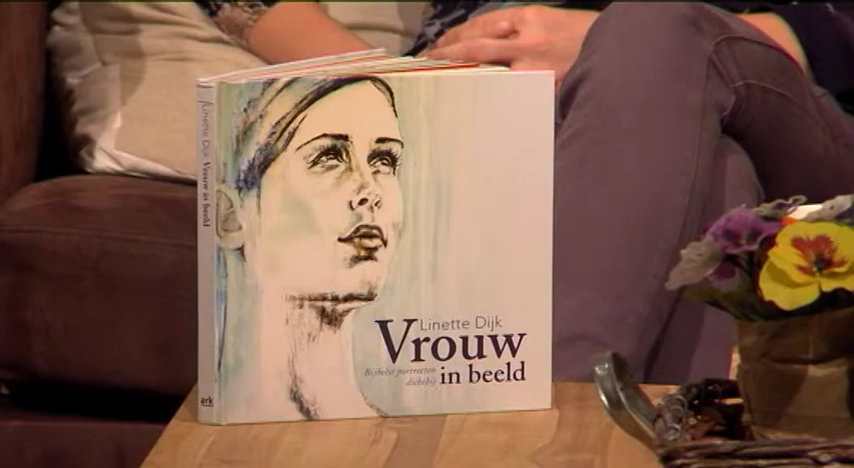 Linette Dijk Vrouw in beeld
ark
Linette Dijk
Vrouw
Bijbelse portretten
dichtbij
in beeld